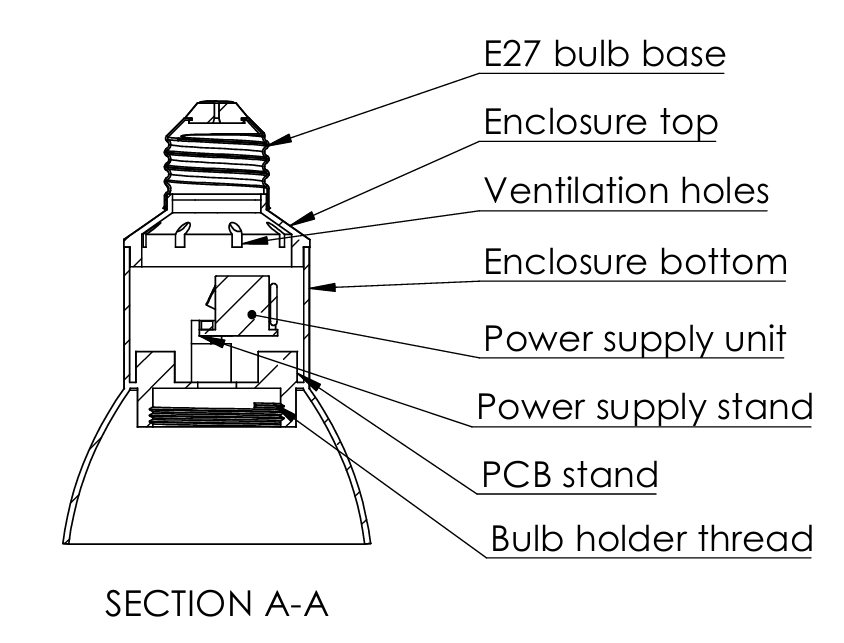 E27 bulb base
Enclosure top
Ventilation holes
Enclosure bottom
Power supply unit
Power supply stand
PCB stand
Bulb holder thread
SECTION A-A